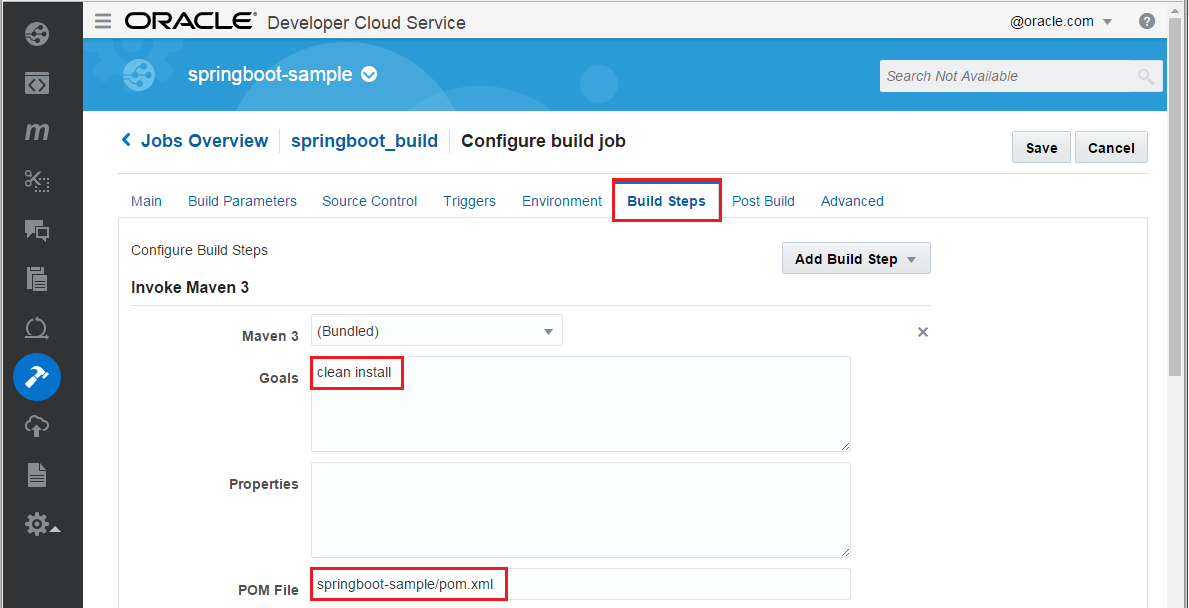 ORACLE Developer Cloud Service @oracle.com ?
m
springboot-sample Search Not Available
Jobs Overview springboot_build Configure build job Save Cancel
Main Build Parameters Source Control Triggers Environment Build Steps Post Build Advanced
Configure Build Steps Add Build Step
Invoke Maven 3
Maven 3 (Bundled)
Goals clean install
Properties
POM File springboot-sample/pom.xml